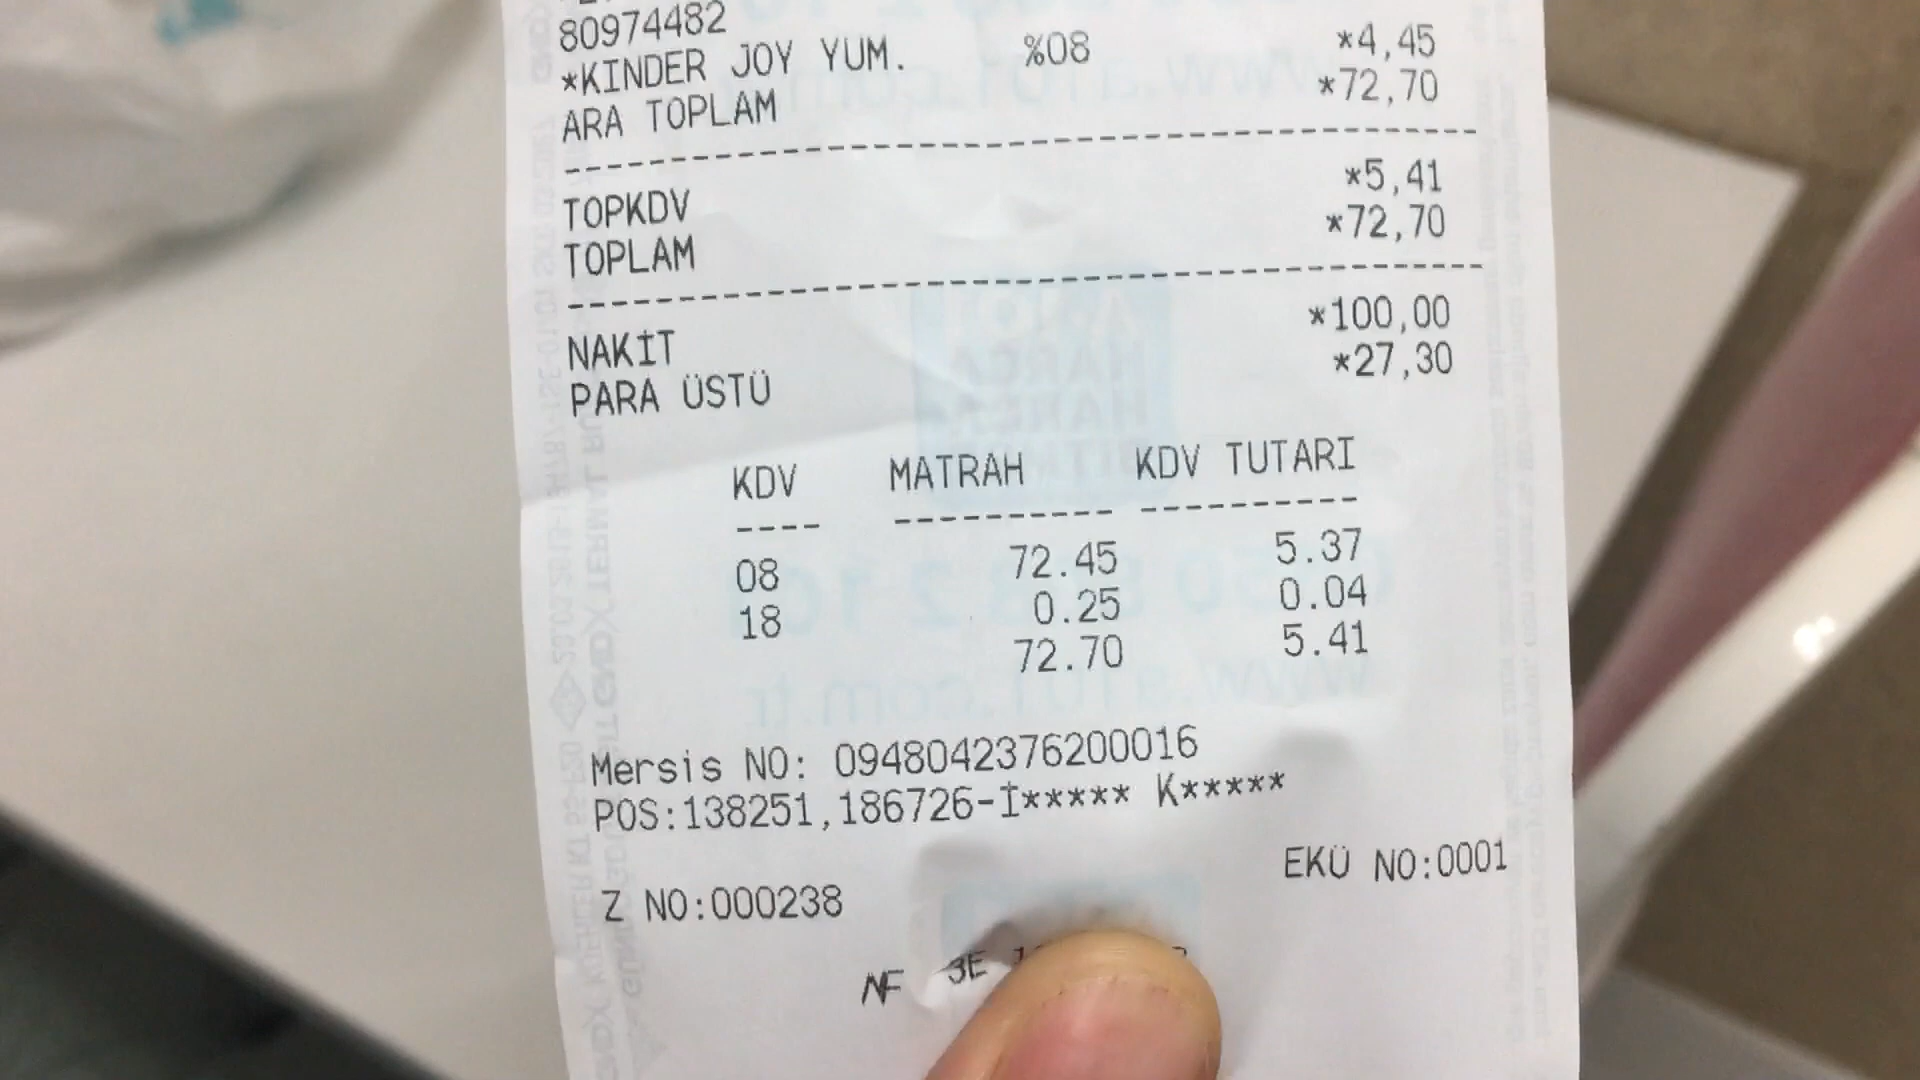 80974482
*KINDER JOY YUM. %08 *4,45
ARA TOPLAM *72,70
TOPKDV *5,41
TOPLAM *72,70
NAKİT *100,00
PARA ÜSTÜ *27,30
KDV MATRAH KDV TUTARI
08 72.45 5.37
18 0.25 0.04
72.70 5.41
Mersis NO: 0948042376200016
POS:138251,186726-İ***** K*****
EKÜ NO:0001
Z NO:000238